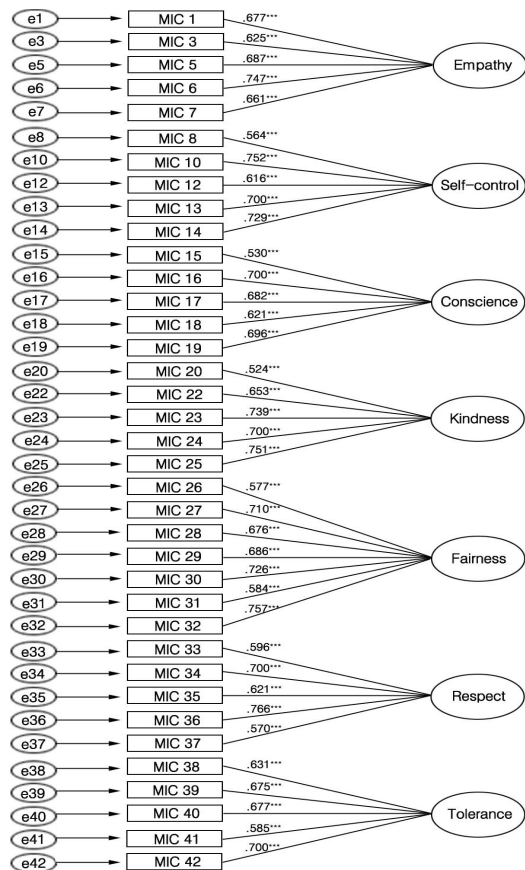 e1 MIC 1 .677***
e3 MIC 3 .625***
e5 MIC 5 .687***
e6 MIC 6 .747***
e7 MIC 7 .661***
Empathy
e8 MIC 8 .564***
e10 MIC 10 .752***
e12 MIC 12 .616***
e13 MIC 13 .700***
e14 MIC 14 .729***
Self-control
e15 MIC 15 .530***
e16 MIC 16 .700***
e17 MIC 17 .682***
e18 MIC 18 .621***
e19 MIC 19 .696***
Conscience
e20 MIC 20 .524***
e22 MIC 22 .653***
e23 MIC 23 .739***
e24 MIC 24 .700***
e25 MIC 25 .751***
Kindness
e26 MIC 26 .577***
e27 MIC 27 .710***
e28 MIC 28 .676***
e29 MIC 29 .686***
e30 MIC 30 .726***
e31 MIC 31 .584***
e32 MIC 32 .757***
Fairness
e33 MIC 33 .596***
e34 MIC 34 .700***
e35 MIC 35 .621***
e36 MIC 36 .766***
e37 MIC 37 .570***
Respect
e38 MIC 38 .631***
e39 MIC 39 .675***
e40 MIC 40 .677***
e41 MIC 41 .585***
e42 MIC 42 .700***
Tolerance